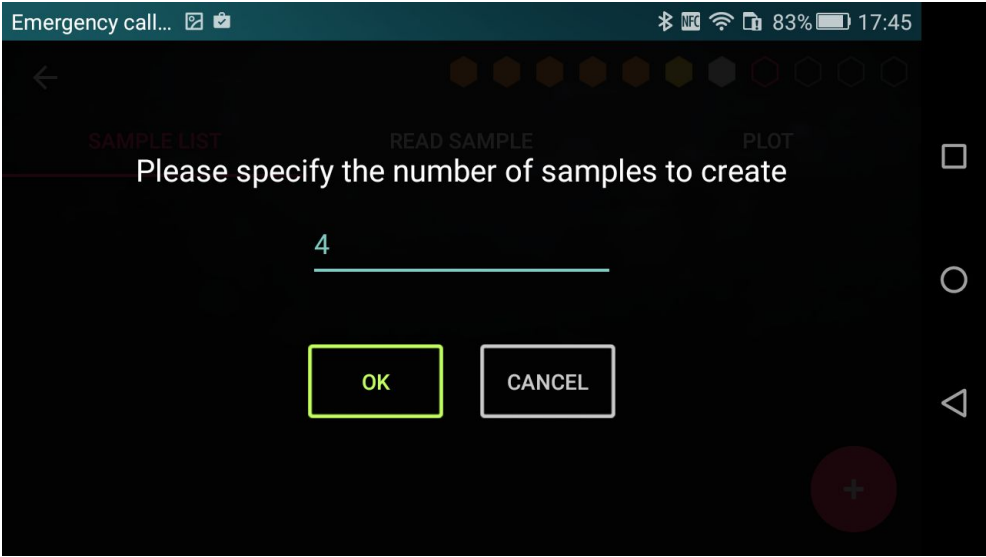 Emergency call... NFC 83% 17:45
SAMPLE LIST READ SAMPLE PLOT
Please specify the number of samples to create
4
OK CANCEL